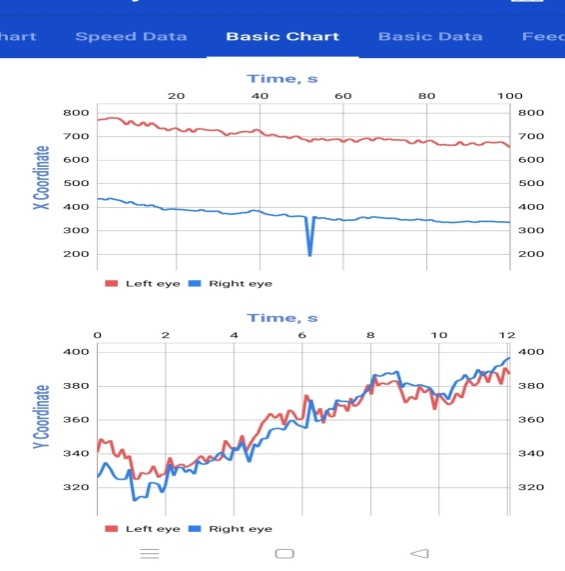 hart Speed Data Basic Chart Basic Data Feed
Time, s
20 40 60 80 100
800 800
700 700
600 600
500 500
400 400
300 300
200 200
X Coordinate
Left eye Right eye
Time, s
0 2 4 6 8 10 12
400 400
380 380
360 360
340 340
320 320
Y Coordinate
Left eye Right eye